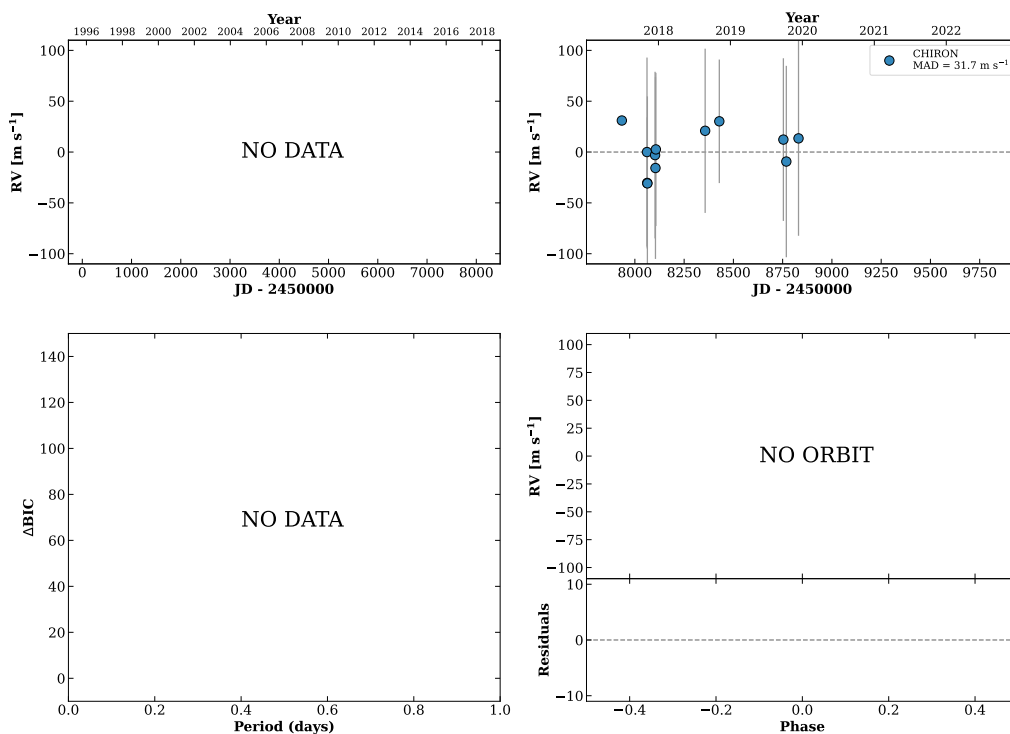 Year
1996 1998 2000 2002 2004 2006 2008 2010 2012 2014 2016 2018
100
50
0
−50
−100
RV [m s⁻¹]
NO DATA
0 1000 2000 3000 4000 5000 6000 7000 8000
JD - 2450000
Year
2018 2019 2020 2021 2022
100
50
0
−50
−100
RV [m s⁻¹]
CHIRON
MAD = 31.7 m s⁻¹
8000 8250 8500 8750 9000 9250 9500 9750
JD - 2450000
140
120
100
80
60
40
20
0
ΔBIC
NO DATA
0.0 0.2 0.4 0.6 0.8 1.0
Period (days)
100
75
50
25
0
−25
−50
−75
−100
RV [m s⁻¹]
NO ORBIT
10
0
−10
Residuals
−0.4 −0.2 0.0 0.2 0.4
Phase